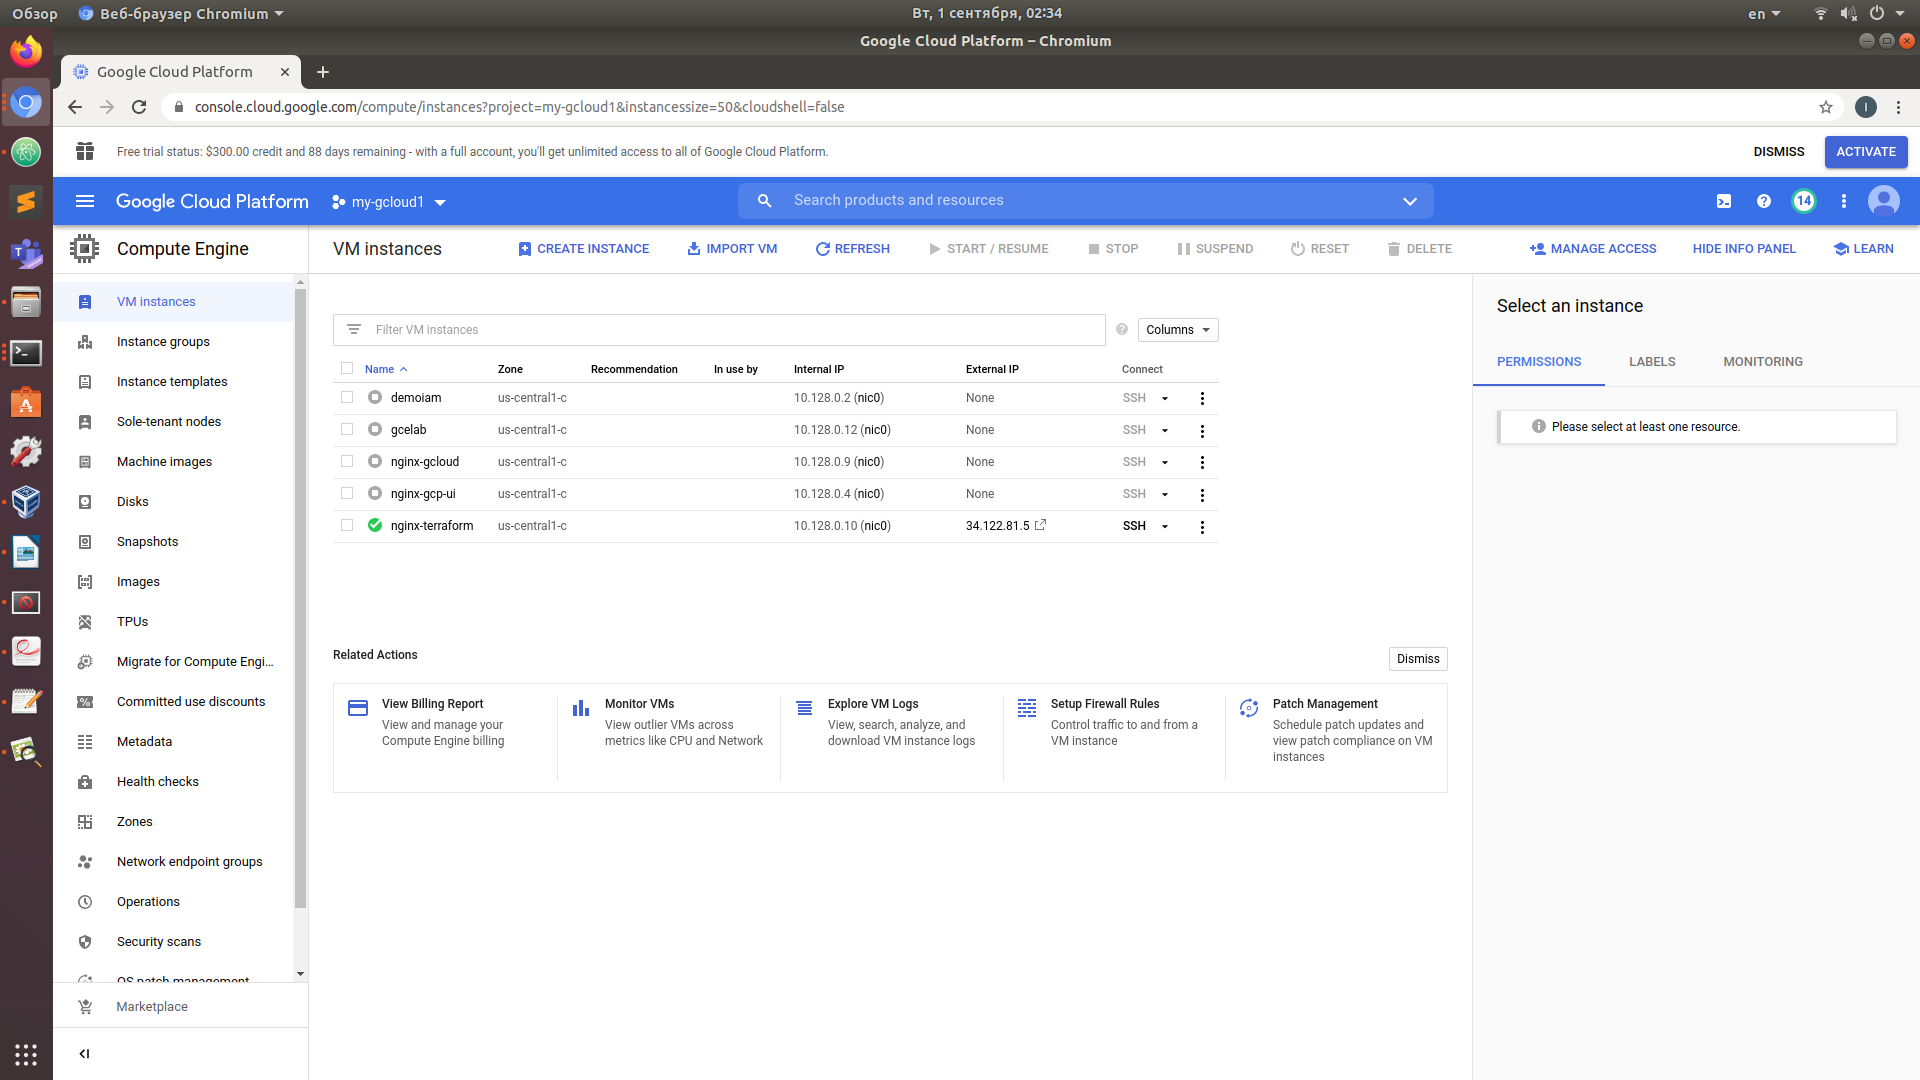 Обзор
Веб-браузер Chromium
Вт, 1 сентября, 02:34
en
Google Cloud Platform – Chromium
Google Cloud Platform
console.cloud.google.com/compute/instances?project=my-gcloud1&instancessize=50&cloudshell=false
I
Free trial status: $300.00 credit and 88 days remaining - with a full account, you'll get unlimited access to all of Google Cloud Platform.
DISMISS
ACTIVATE
Google Cloud Platform
my-gcloud1
Search products and resources
14
Compute Engine
VM instances
CREATE INSTANCE
IMPORT VM
REFRESH
START / RESUME
STOP
SUSPEND
RESET
DELETE
MANAGE ACCESS
HIDE INFO PANEL
LEARN
VM instances
Instance groups
Instance templates
Sole-tenant nodes
Machine images
Disks
Snapshots
Images
TPUs
Migrate for Compute Engi...
Committed use discounts
Metadata
Health checks
Zones
Network endpoint groups
Operations
Security scans
OS patch management
Marketplace
Filter VM instances
Columns
Name Zone Recommendation In use by Internal IP External IP Connect
demoiam us-central1-c 10.128.0.2 (nic0) None SSH
gcelab us-central1-c 10.128.0.12 (nic0) None SSH
nginx-gcloud us-central1-c 10.128.0.9 (nic0) None SSH
nginx-gcp-ui us-central1-c 10.128.0.4 (nic0) None SSH
nginx-terraform us-central1-c 10.128.0.10 (nic0) 34.122.81.5 SSH
Related Actions
Dismiss
View Billing Report
View and manage your
Compute Engine billing
Monitor VMs
View outlier VMs across
metrics like CPU and Network
Explore VM Logs
View, search, analyze, and
download VM instance logs
Setup Firewall Rules
Control traffic to and from a
VM instance
Patch Management
Schedule patch updates and
view patch compliance on VM
instances
Select an instance
PERMISSIONS
LABELS
MONITORING
Please select at least one resource.